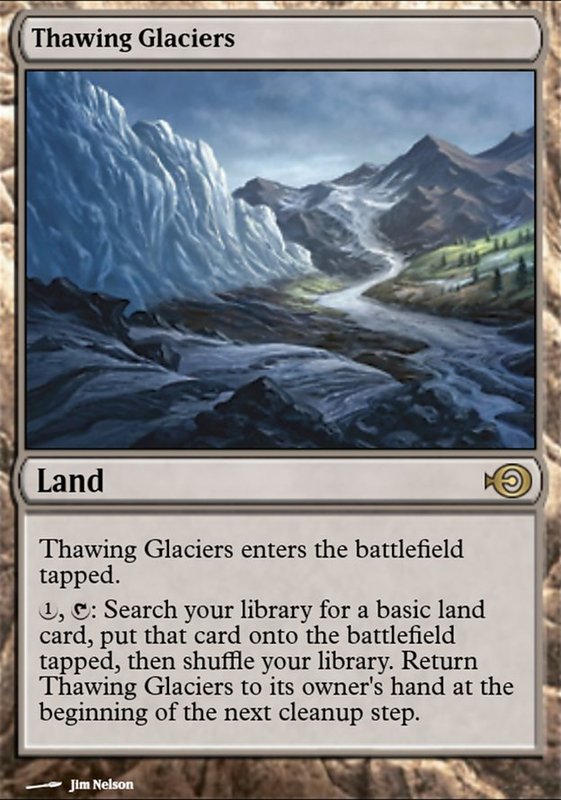 Thawing Glaciers
Land
Thawing Glaciers enters the battlefield
tapped.
1, T: Search your library for a basic land
card, put that card onto the battlefield
tapped, then shuffle your library. Return
Thawing Glaciers to its owner's hand at the
beginning of the next cleanup step.
Jim Nelson